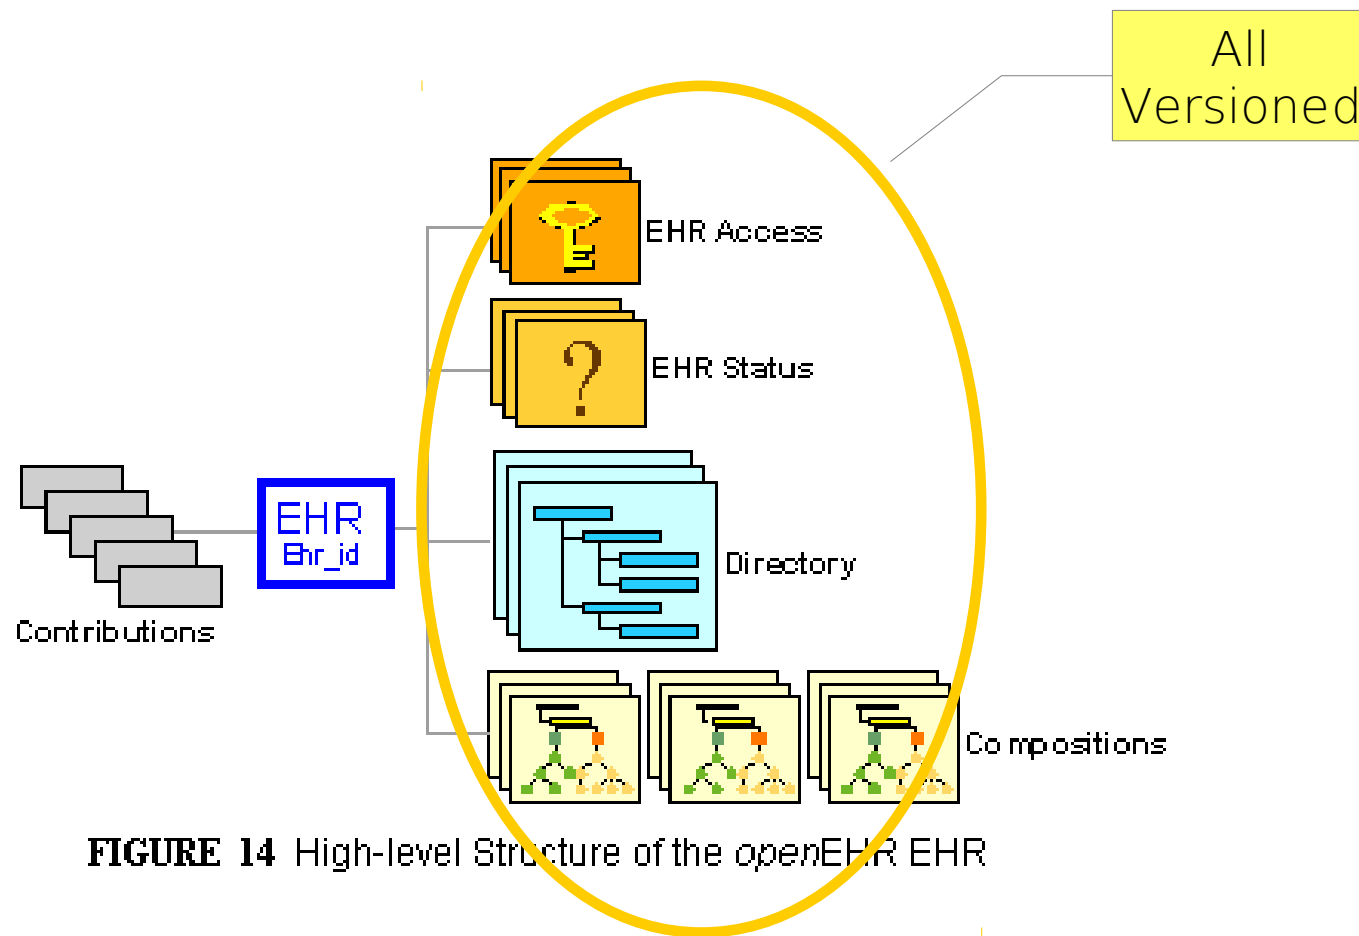 All
Versioned
EHR Access
?
EHR Status
EHR
Ehr_id
Directory
Contributions
Compositions
FIGURE 14 High-level Structure of the openEHR EHR